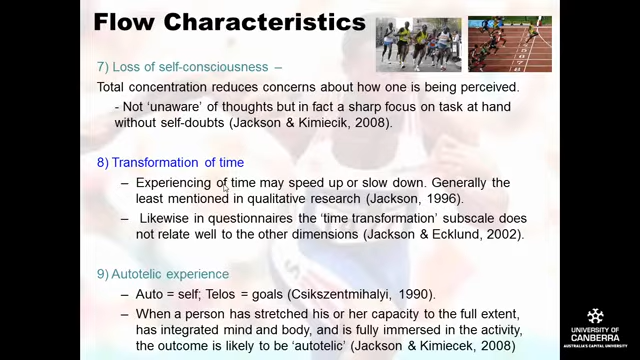 Flow Characteristics
7) Loss of self-consciousness –
Total concentration reduces concerns about how one is being perceived.
- Not ‘unaware’ of thoughts but in fact a sharp focus on task at hand
without self-doubts (Jackson & Kimiecik, 2008).
8) Transformation of time
– Experiencing of time may speed up or slow down. Generally the
least mentioned in qualitative research (Jackson, 1996).
– Likewise in questionnaires the ‘time transformation’ subscale does
not relate well to the other dimensions (Jackson & Ecklund, 2002).
9) Autotelic experience
– Auto = self; Telos = goals (Csikszentmihalyi, 1990).
– When a person has stretched his or her capacity to the full extent,
has integrated mind and body, and is fully immersed in the activity,
the outcome is likely to be ‘autotelic’ (Jackson & Kimiecek, 2008)
UNIVERSITY OF
CANBERRA
AUSTRALIA'S CAPITAL UNIVERSITY